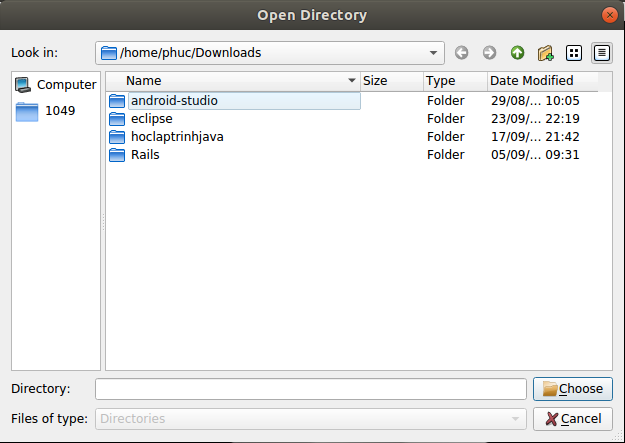 Open Directory
Look in: /home/phuc/Downloads
Computer
1049
Name Size Type Date Modified
android-studio Folder 29/08/... 10:05
eclipse Folder 23/09/... 22:19
hoclaptrinhjava Folder 17/09/... 21:42
Rails Folder 05/09/... 09:31
Directory: Choose
Files of type: Directories Cancel